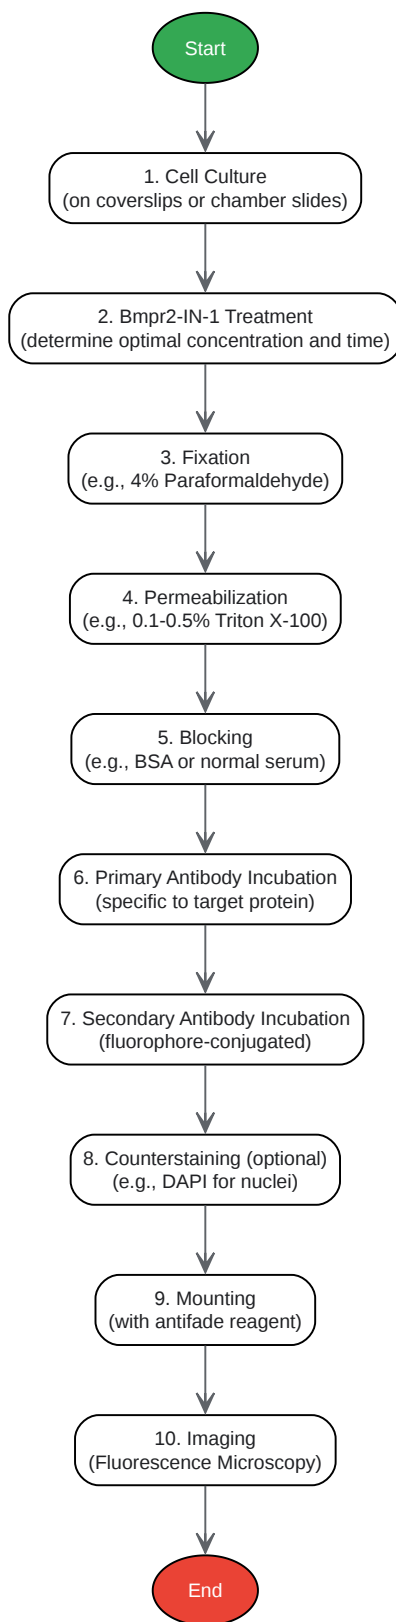 Start
1. Cell Culture
(on coverslips or chamber slides)
2. Bmpr2-IN-1 Treatment
(determine optimal concentration and time)
3. Fixation
(e.g., 4% Paraformaldehyde)
4. Permeabilization
(e.g., 0.1-0.5% Triton X-100)
5. Blocking
(e.g., BSA or normal serum)
6. Primary Antibody Incubation
(specific to target protein)
7. Secondary Antibody Incubation
(fluorophore-conjugated)
8. Counterstaining (optional)
(e.g., DAPI for nuclei)
9. Mounting
(with antifade reagent)
10. Imaging
(Fluorescence Microscopy)
End